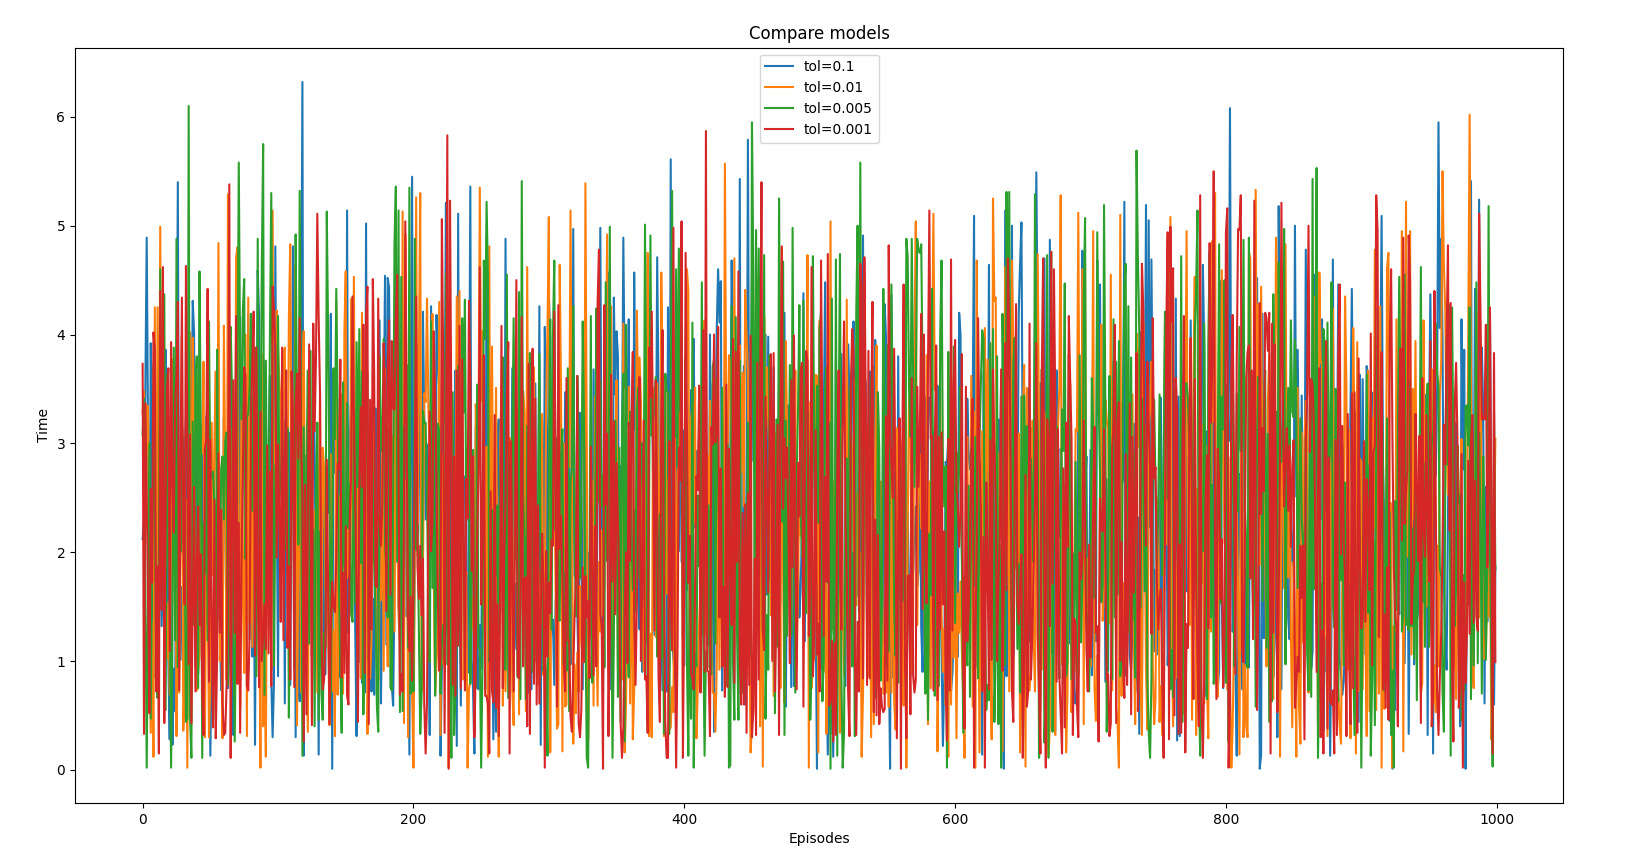 Compare models
tol=0.1
tol=0.01
tol=0.005
tol=0.001
Time
6
5
4
3
2
1
0
0 200 400 600 800 1000
Episodes